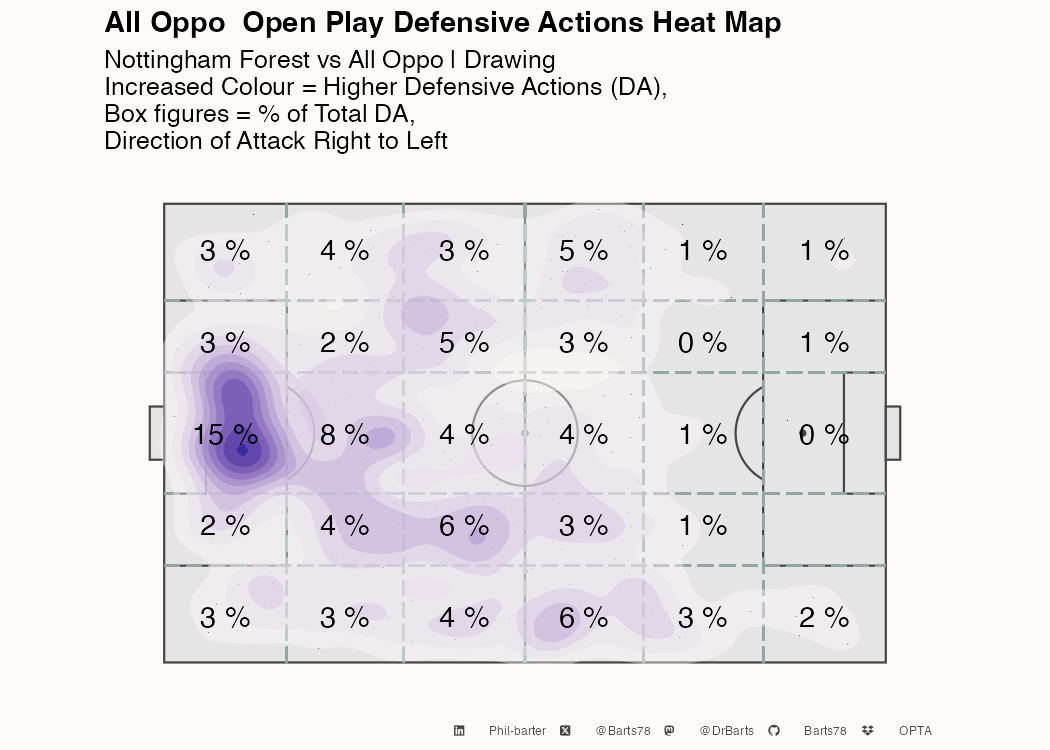 All Oppo  Open Play Defensive Actions Heat Map
Nottingham Forest vs All Oppo | Drawing
Increased Colour = Higher Defensive Actions (DA),
Box figures = % of Total DA,
Direction of Attack Right to Left
3 % 4 % 3 % 5 % 1 % 1 %
3 % 2 % 5 % 3 % 0 % 1 %
15 % 8 % 4 % 4 % 1 % 0 %
2 % 4 % 6 % 3 % 1 %
3 % 3 % 4 % 6 % 3 % 2 %
Phil-barter @Barts78 @DrBarts Barts78 OPTA